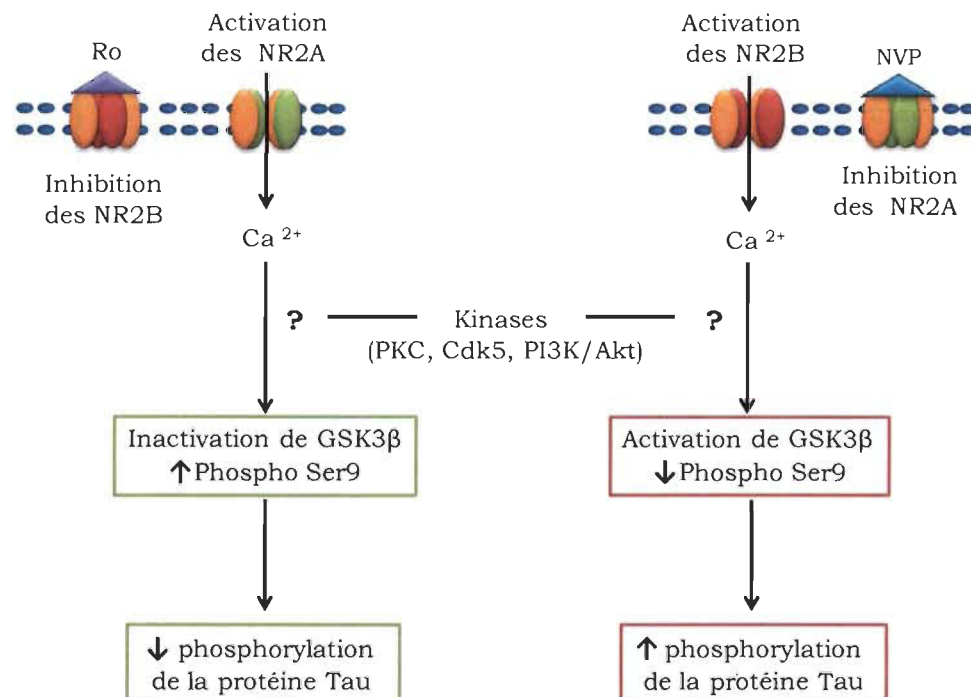 Ro
Activation
des NR2A
Inhibition
des NR2B
Ca 2+
Activation
des NR2B
NVP
Inhibition
des NR2A
Ca 2+
? Kinases ?
(PKC, Cdk5, PI3K/Akt)
Inactivation de GSK3β
↑Phospho Ser9
Activation de GSK3β
↓Phospho Ser9
↓ phosphorylation
de la protéine Tau
↑ phosphorylation
de la protéine Tau